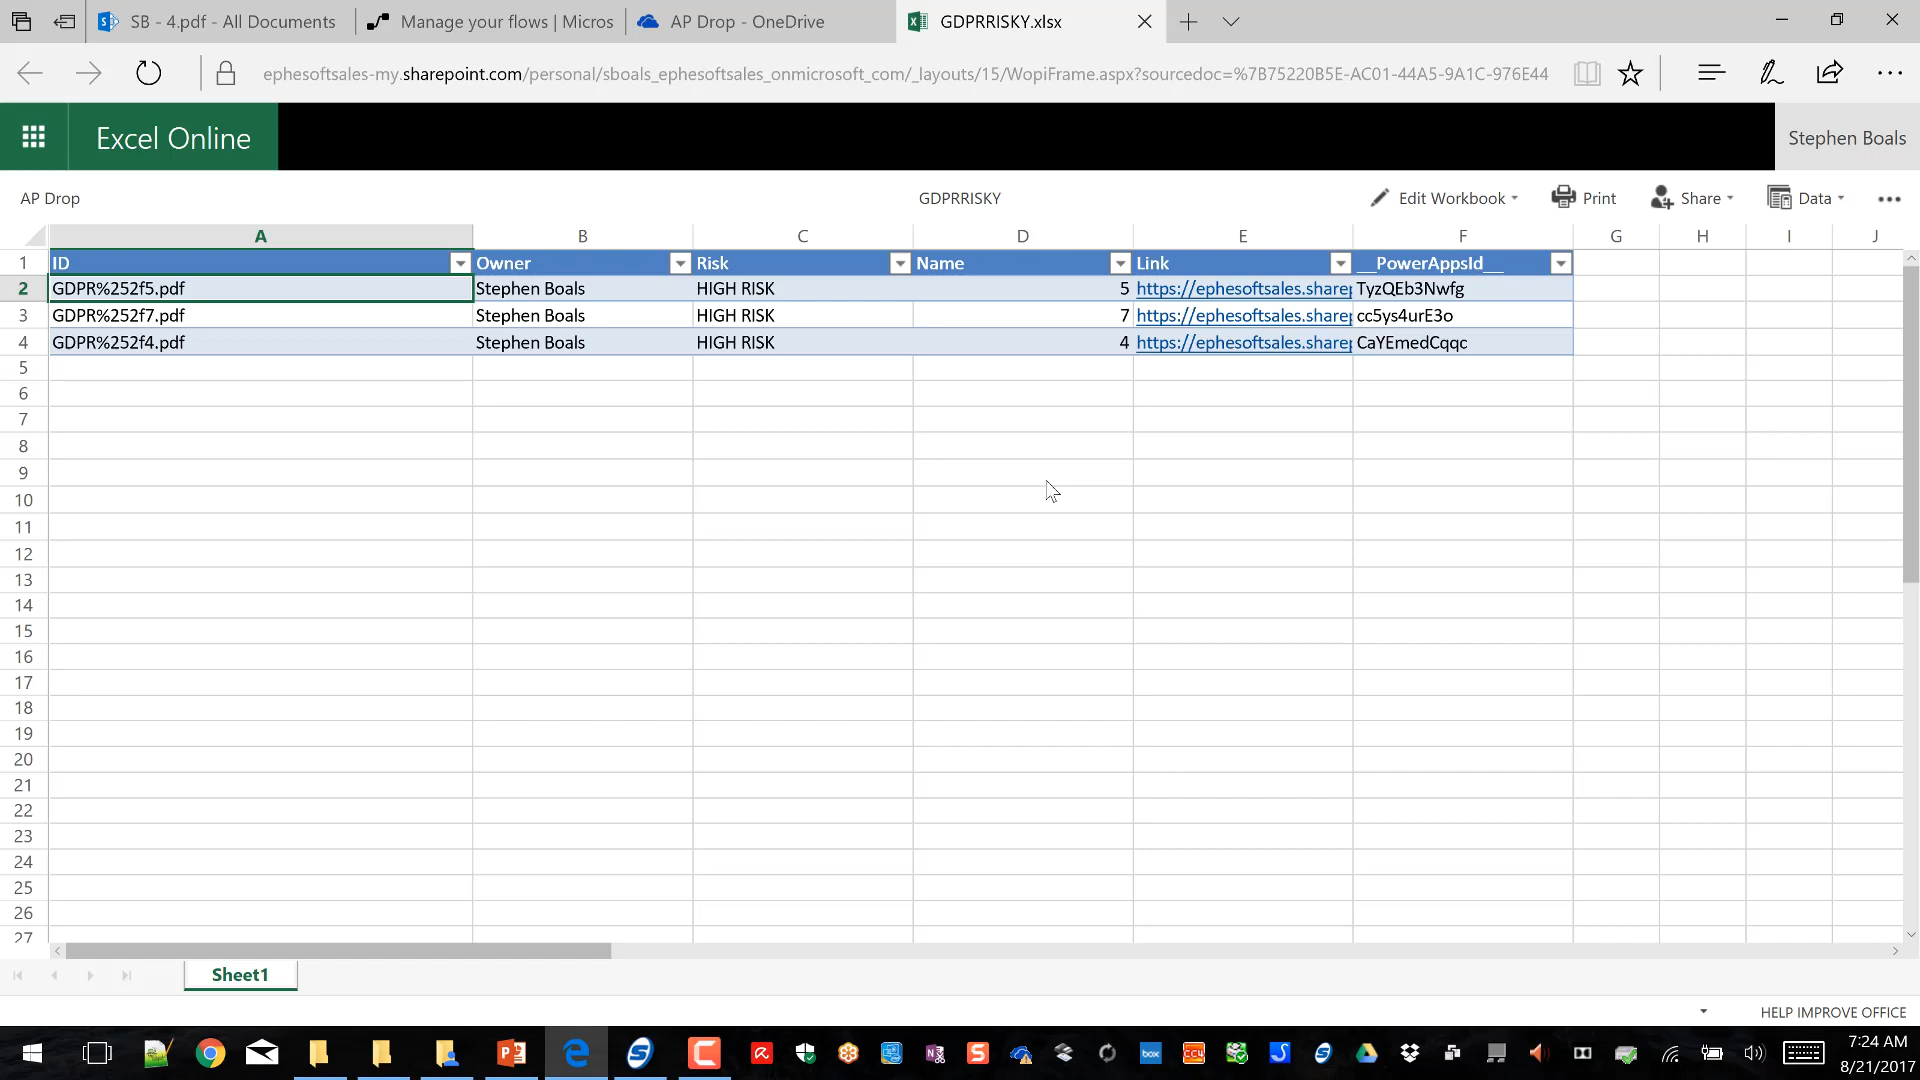 SB - 4.pdf - All Documents
Manage your flows | Micros
AP Drop - OneDrive
GDPRRISKY.xlsx
ephesoftsales-my.sharepoint.com/personal/sboals_ephesoftsales_onmicrosoft_com/_layouts/15/WopiFrame.aspx?sourcedoc=%7B75220B5E-AC01-44A5-9A1C-976E44
Excel Online
Stephen Boals
AP Drop
GDPRRISKY
Edit Workbook
Print
Share
Data
A B C D E F G H I J
1 ID Owner Risk Name Link __PowerAppsId__
2 GDPR%252f5.pdf Stephen Boals HIGH RISK 5 https://ephesoftsales.sharep TyzQEb3Nwfg
3 GDPR%252f7.pdf Stephen Boals HIGH RISK 7 https://ephesoftsales.sharep cc5ys4urE3o
4 GDPR%252f4.pdf Stephen Boals HIGH RISK 4 https://ephesoftsales.sharep CaYEmedCqqc
5
6
7
8
9
10
11
12
13
14
15
16
17
18
19
20
21
22
23
24
25
26
27
Sheet1
HELP IMPROVE OFFICE
box
CC4
7:24 AM
8/21/2017